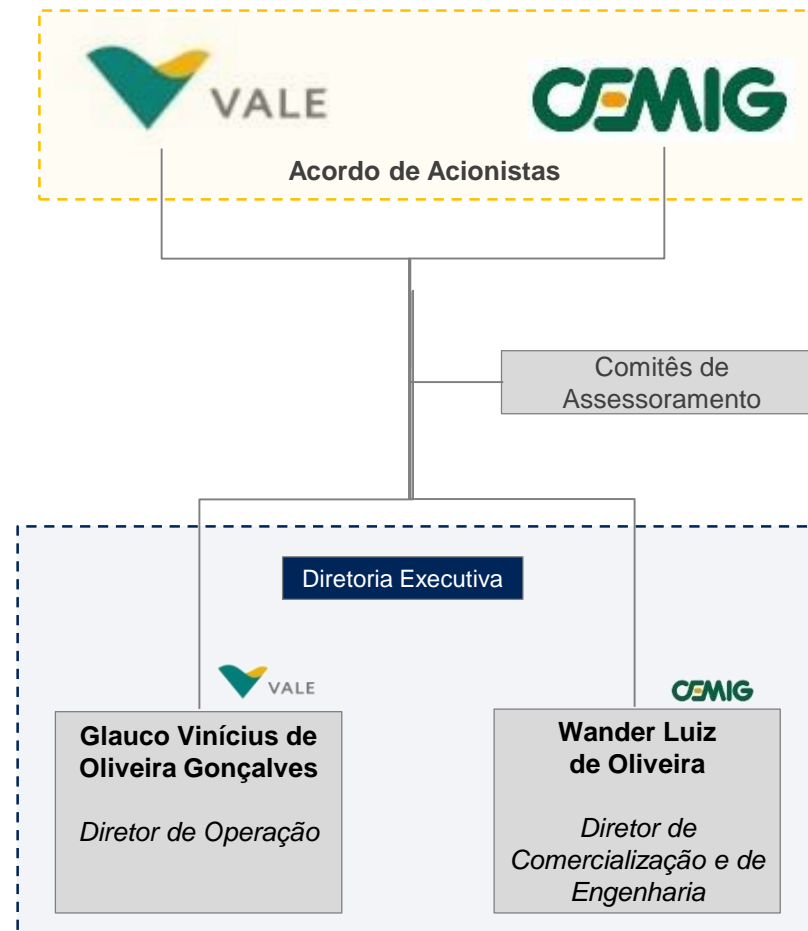 VALE
CEMIG
Acordo de Acionistas
Comitês de
Assessoramento
Diretoria Executiva
VALE
CEMIG
Glauco Vinícius de
Oliveira Gonçalves
Diretor de Operação
Wander Luiz
de Oliveira
Diretor de
Comercialização e de
Engenharia